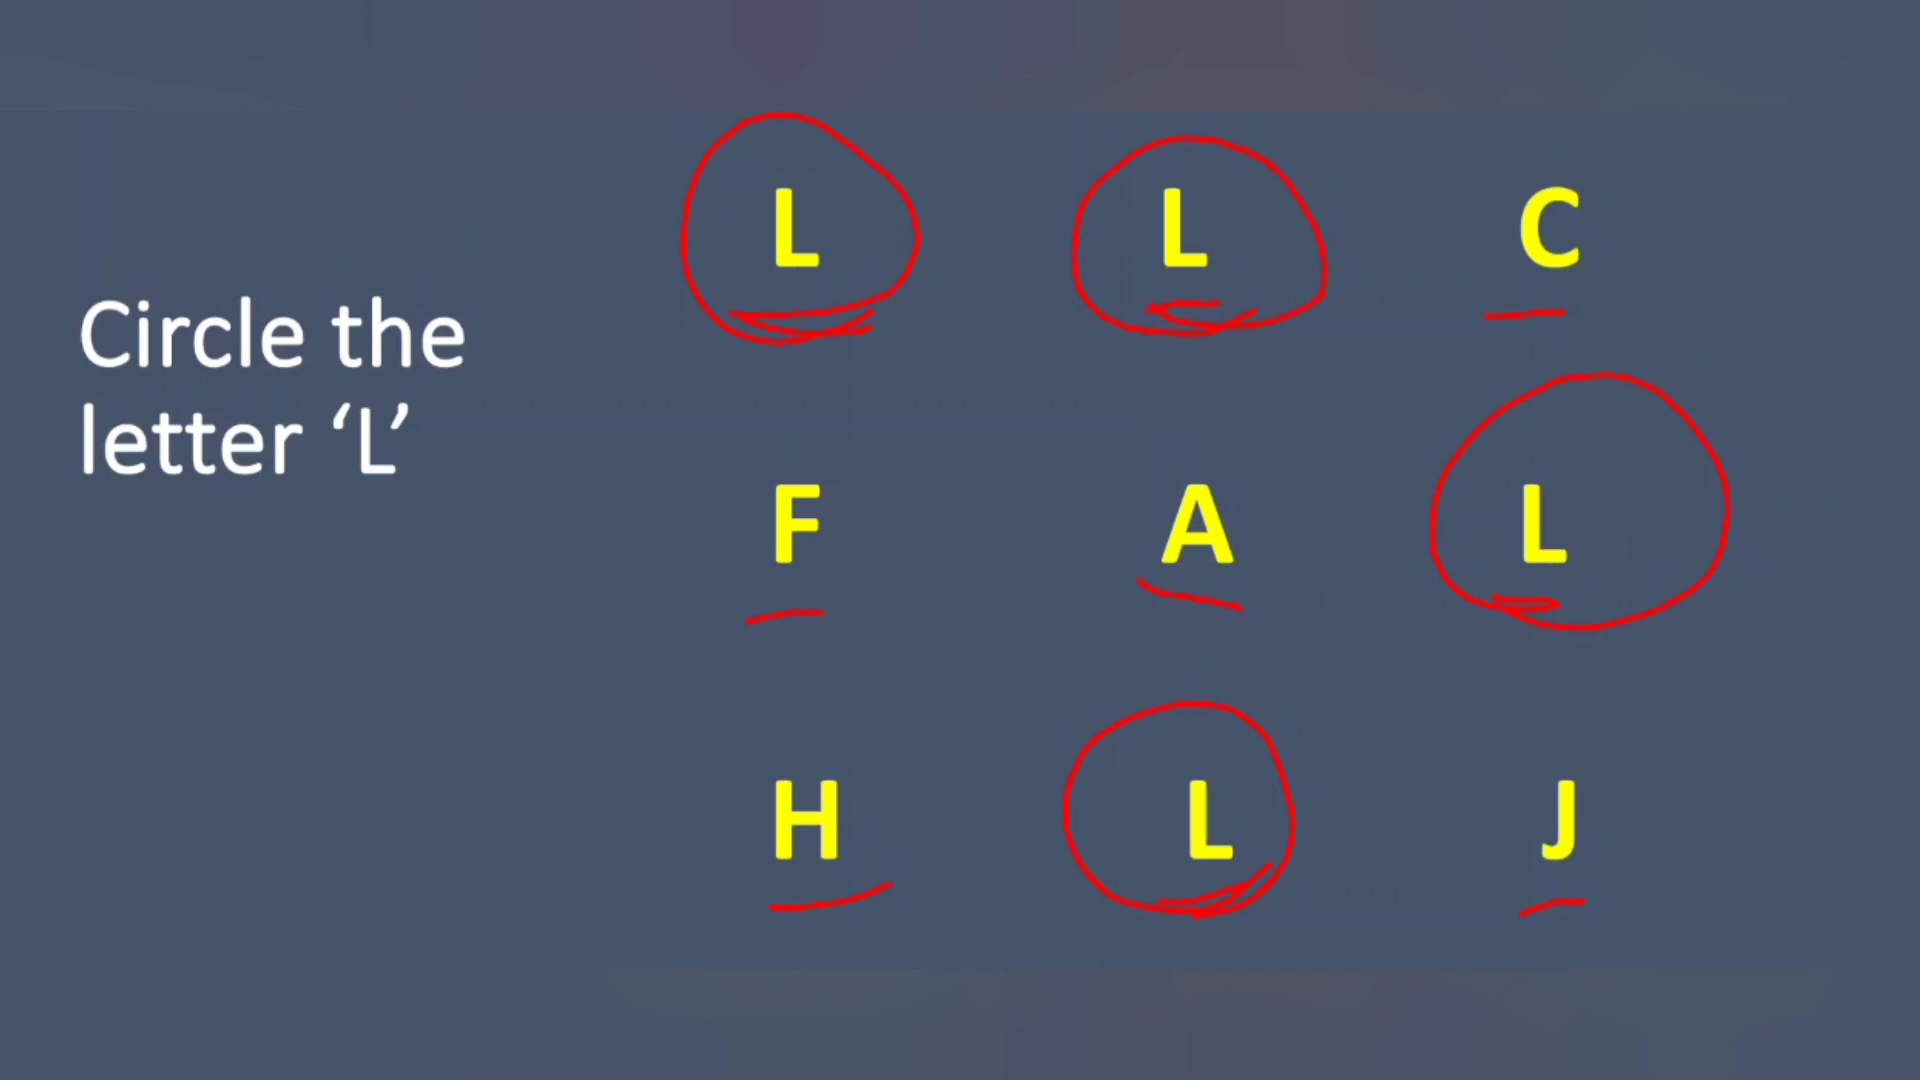 Circle the
letter ‘L’
L L C
F A L
H L J